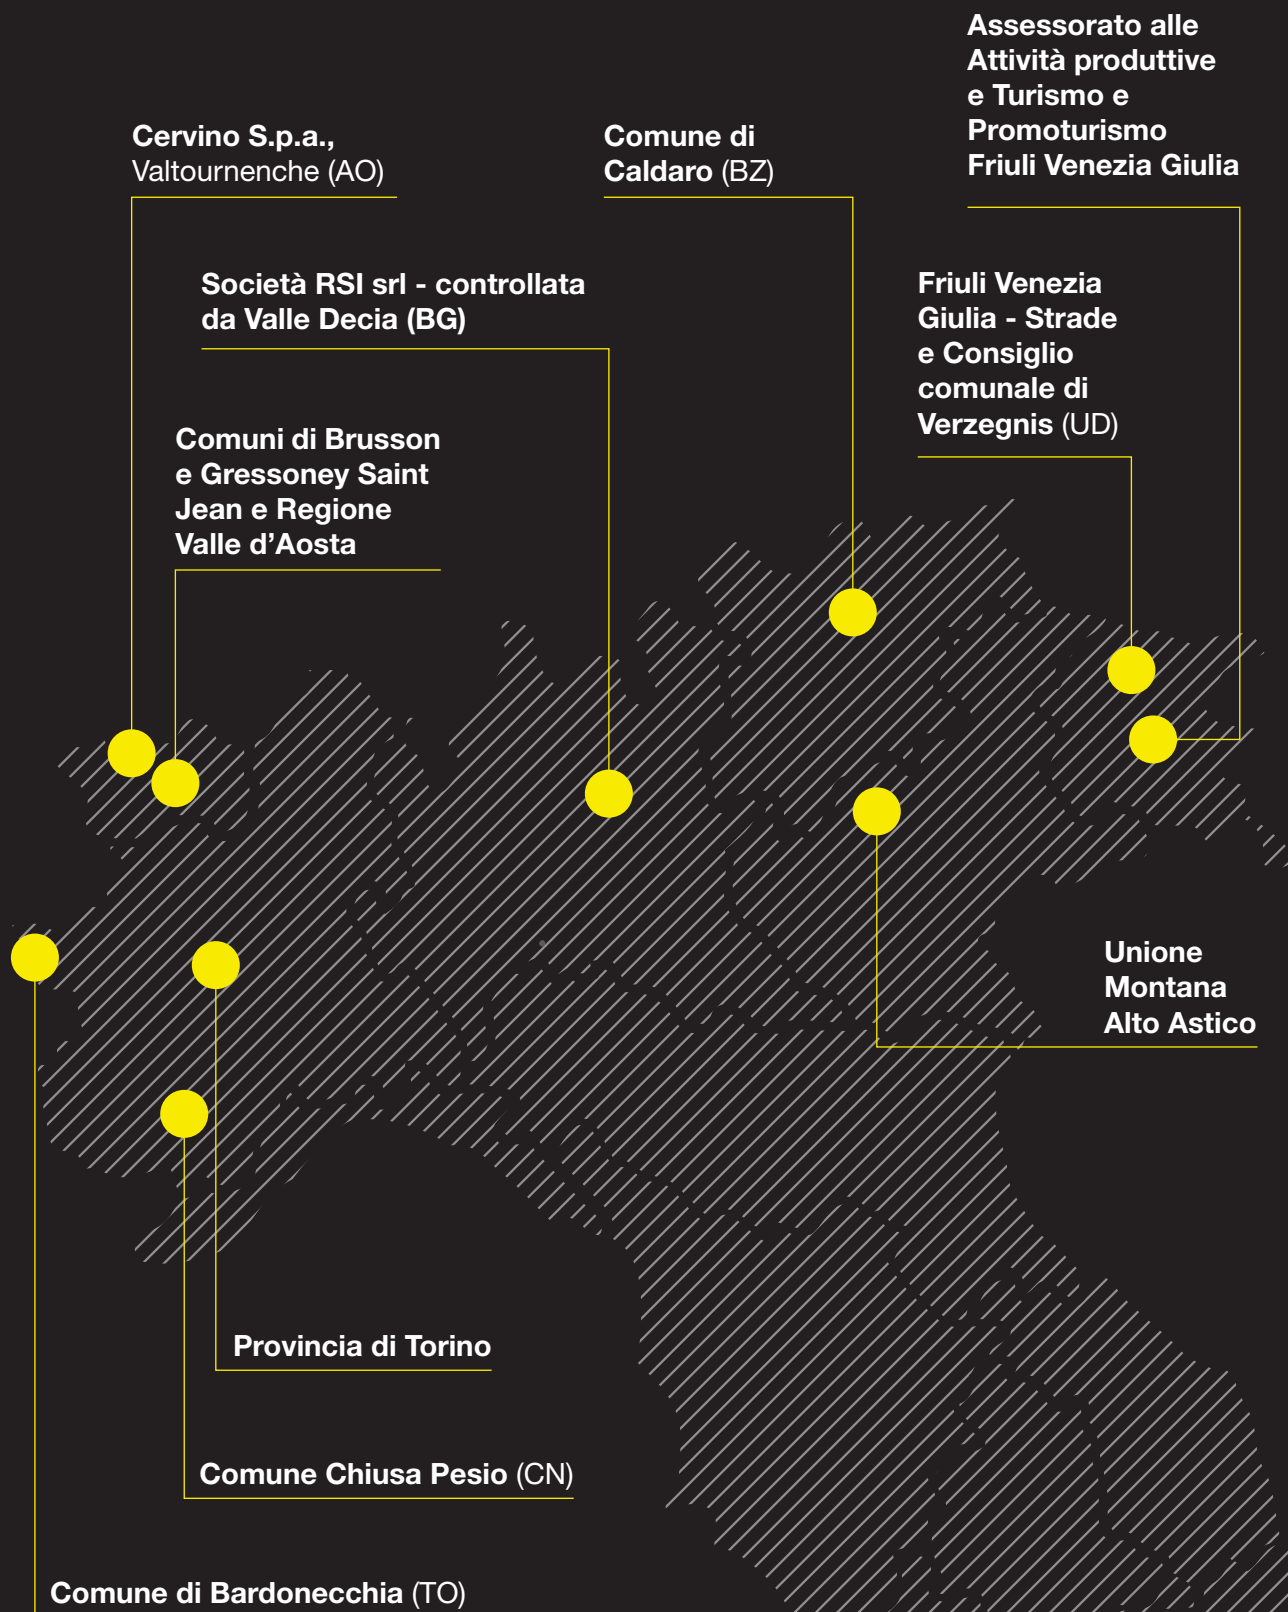 Assessorato alle
Attività produttive
e Turismo e
Promoturismo
Friuli Venezia Giulia
Cervino S.p.a.,
Valtournenche (AO)
Comune di
Caldaro (BZ)
Società RSI srl - controllata
da Valle Decia (BG)
Friuli Venezia
Giulia - Strade
e Consiglio
comunale di
Verzegnis (UD)
Comuni di Brusson
e Gressoney Saint
Jean e Regione
Valle d’Aosta
Unione
Montana
Alto Astico
Provincia di Torino
Comune Chiusa Pesio (CN)
Comune di Bardonecchia (TO)